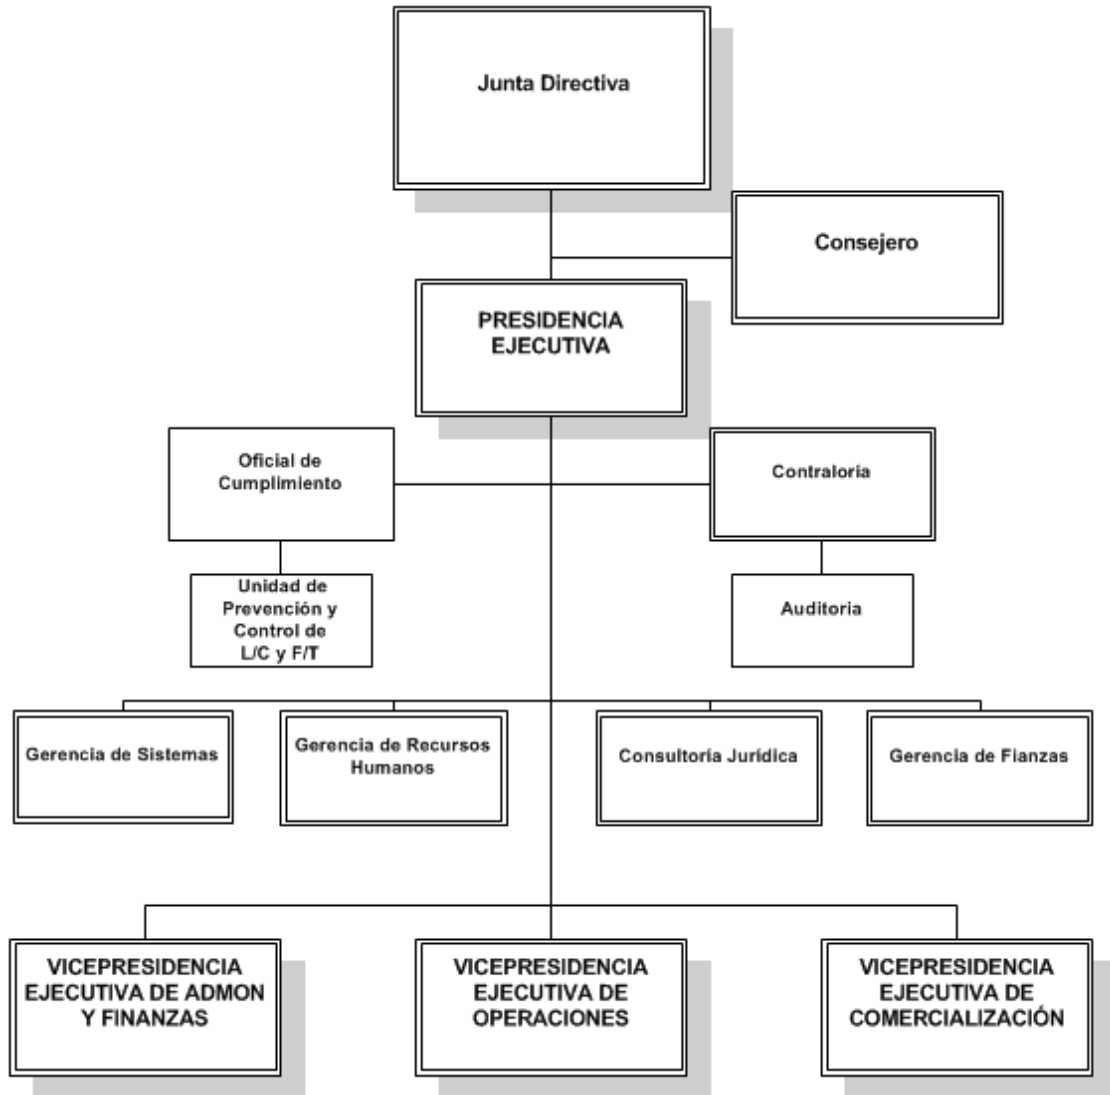 Junta Directiva
Consejero
PRESIDENCIA
EJECUTIVA
Oficial de
Cumplimiento
Contraloría
Unidad de
Prevención y
Control de
L/C y F/T
Auditoria
Gerencia de Sistemas
Gerencia de Recursos
Humanos
Consultoría Jurídica
Gerencia de Fianzas
VICEPRESIDENCIA
EJECUTIVA DE ADMON
Y FINANZAS
VICEPRESIDENCIA
EJECUTIVA DE
OPERACIONES
VICEPRESIDENCIA
EJECUTIVA DE
COMERCIALIZACIÓN